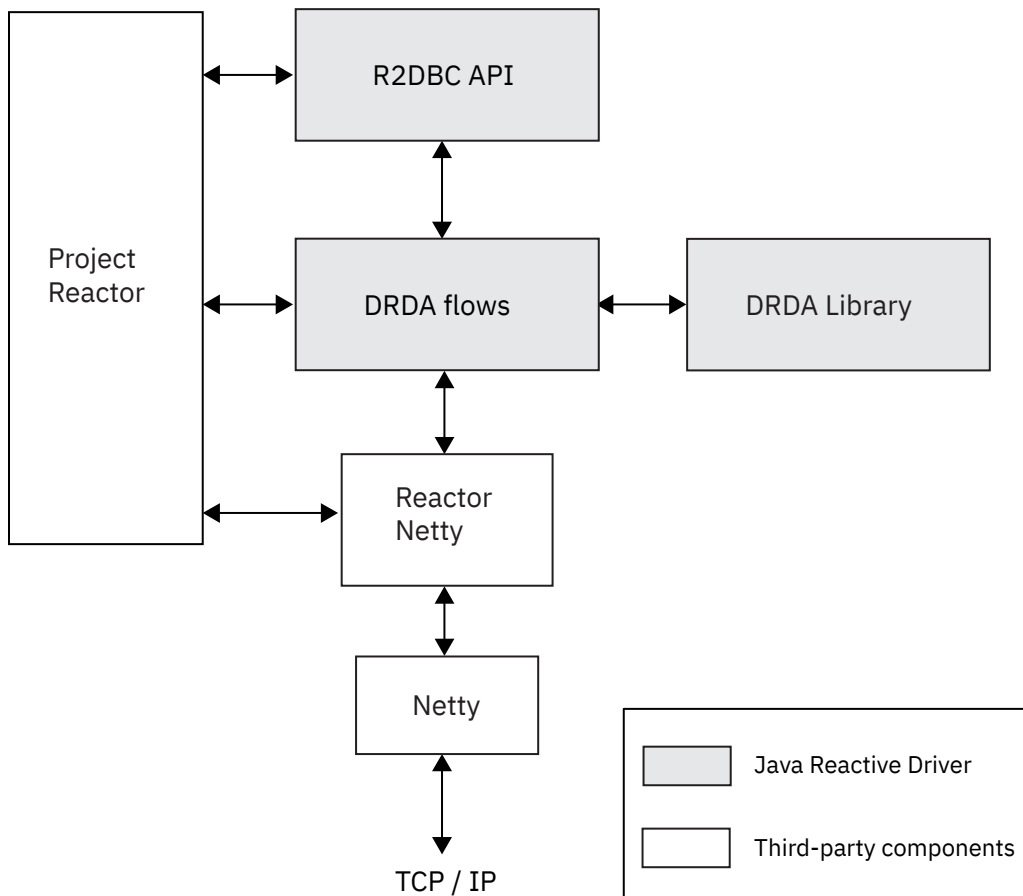 R2DBC API
Project
Reactor
DRDA flows
DRDA Library
Reactor
Netty
Netty
Java Reactive Driver
Third-party components
TCP / IP